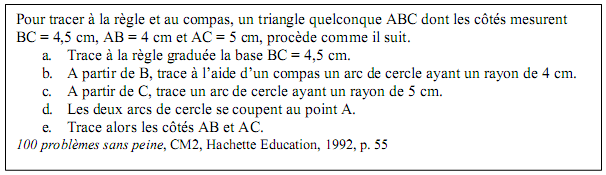 Pour tracer à la règle et au compas, un triangle quelconque ABC dont les côtés mesurent
BC = 4,5 cm, AB = 4 cm et AC = 5 cm, procède comme il suit.
a. Trace à la règle graduée la base BC = 4,5 cm.
b. A partir de B, trace à l'aide d'un compas un arc de cercle ayant un rayon de 4 cm.
c. A partir de C, trace un arc de cercle ayant un rayon de 5 cm.
d. Les deux arcs de cercle se coupent au point A.
e. Trace alors les côtés AB et AC.
100 problèmes sans peine, CM2, Hachette Education, 1992, p. 55